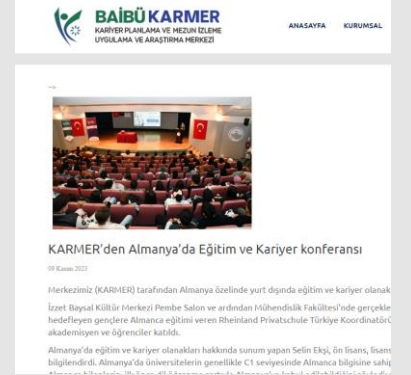 BAİBÜ KARMER
KARİYER PLANLAMA VE MEZUN İZLEME
UYGULAMA VE ARAŞTIRMA MERKEZİ
ANASAYFA KURUMSAL
KARMER'den Almanya'da Eğitim ve Kariyer konferansı
09 Kasım 2023
Merkezimiz (KARMER) tarafından Almanya özelinde yurt dışında eğitim ve kariyer olanak
İzzet Baysal Kültür Merkezi Pembe Salon ve ardından Mühendislik Fakültesi'nde gerçekle
hedefleyen gençlere Almanca eğitimi veren Rheinland Privatschule Türkiye Koordinatörü
akademisyen ve öğrenciler katıldı.
Almanya'da eğitim ve kariyer olanakları hakkında sunum yapan Selin Ekşi, ön lisans, lisans
bilgilendirdi. Almanya'da üniversitelerin genellikle C1 seviyesinde Almanca bilgisine sahip